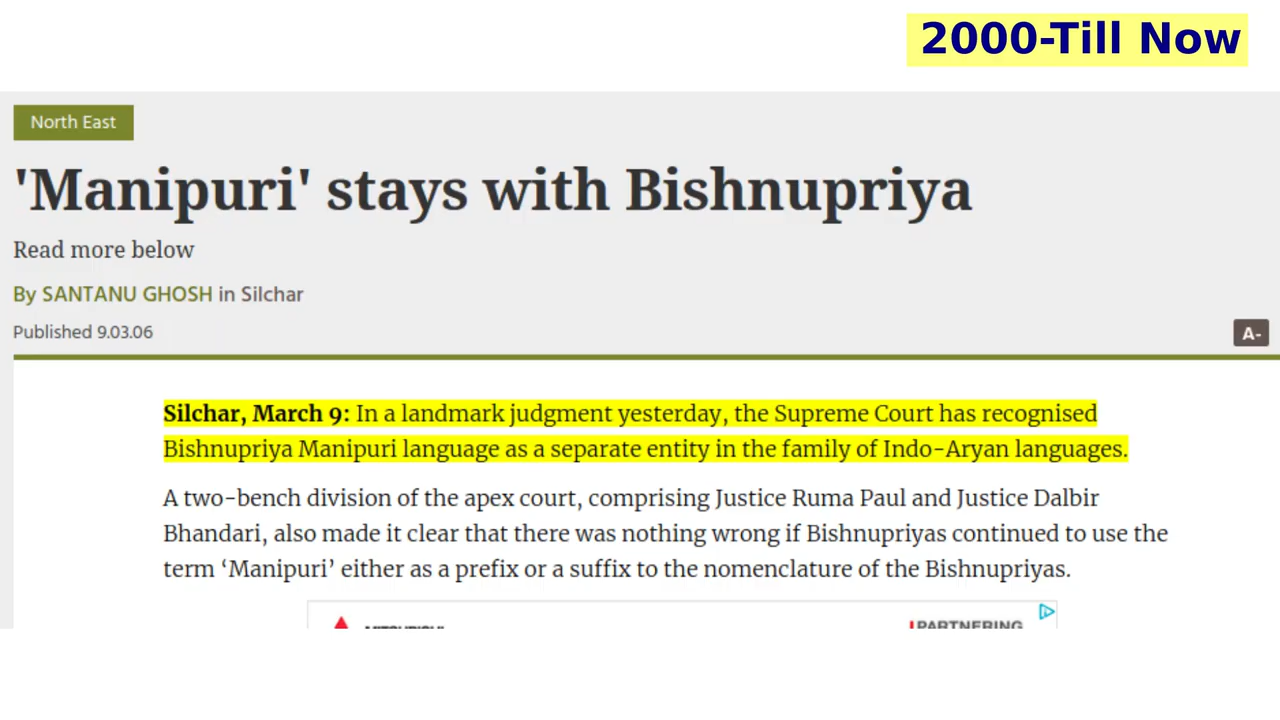 2000-Till Now
North East
'Manipuri' stays with Bishnupriya
Read more below
By SANTANU GHOSH in Silchar
Published 9.03.06
A-
Silchar, March 9: In a landmark judgment yesterday, the Supreme Court has recognised
Bishnupriya Manipuri language as a separate entity in the family of Indo-Aryan languages.
A two-bench division of the apex court, comprising Justice Ruma Paul and Justice Dalbir
Bhandari, also made it clear that there was nothing wrong if Bishnupriyas continued to use the
term ‘Manipuri’ either as a prefix or a suffix to the nomenclature of the Bishnupriyas.
PARTNERING